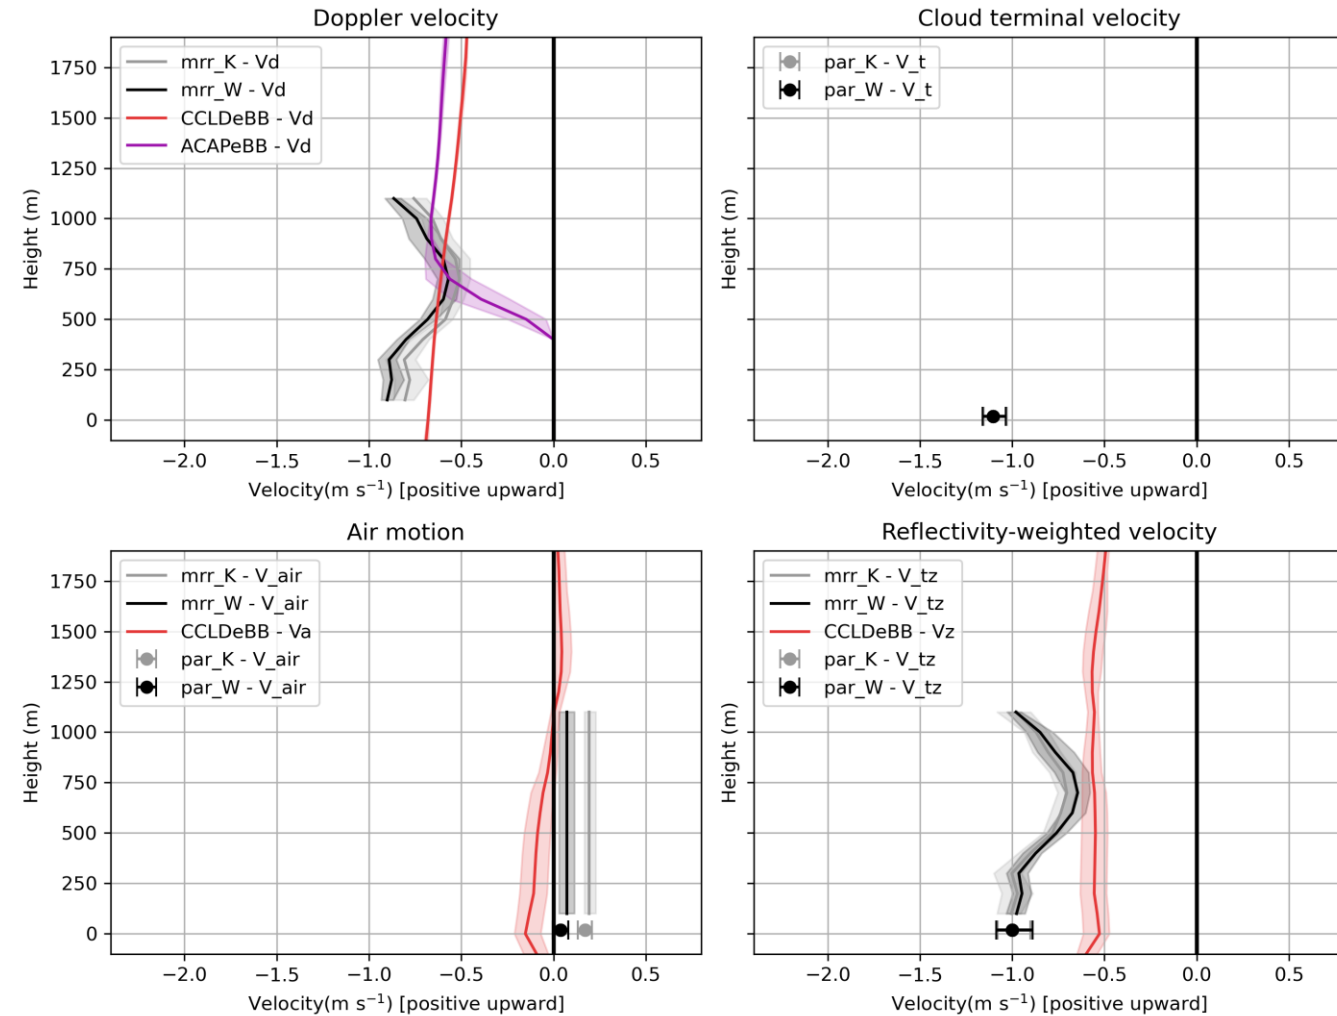 Doppler velocity
mrr_K - Vd
mrr_W - Vd
CCLDeBB - Vd
ACAPeBB - Vd
1750
1500
1250
1000
750
500
250
0
Height (m)
−2.0 −1.5 −1.0 −0.5 0.0 0.5
Velocity(m s⁻¹) [positive upward]
Cloud terminal velocity
par_K - V_t
par_W - V_t
Height (m)
−2.0 −1.5 −1.0 −0.5 0.0 0.5
Velocity(m s⁻¹) [positive upward]
Air motion
mrr_K - V_air
mrr_W - V_air
CCLDeBB - Va
par_K - V_air
par_W - V_air
1750
1500
1250
1000
750
500
250
0
Height (m)
−2.0 −1.5 −1.0 −0.5 0.0 0.5
Velocity(m s⁻¹) [positive upward]
Reflectivity-weighted velocity
mrr_K - V_tz
mrr_W - V_tz
CCLDeBB - Vz
par_K - V_tz
par_W - V_tz
Height (m)
−2.0 −1.5 −1.0 −0.5 0.0 0.5
Velocity(m s⁻¹) [positive upward]